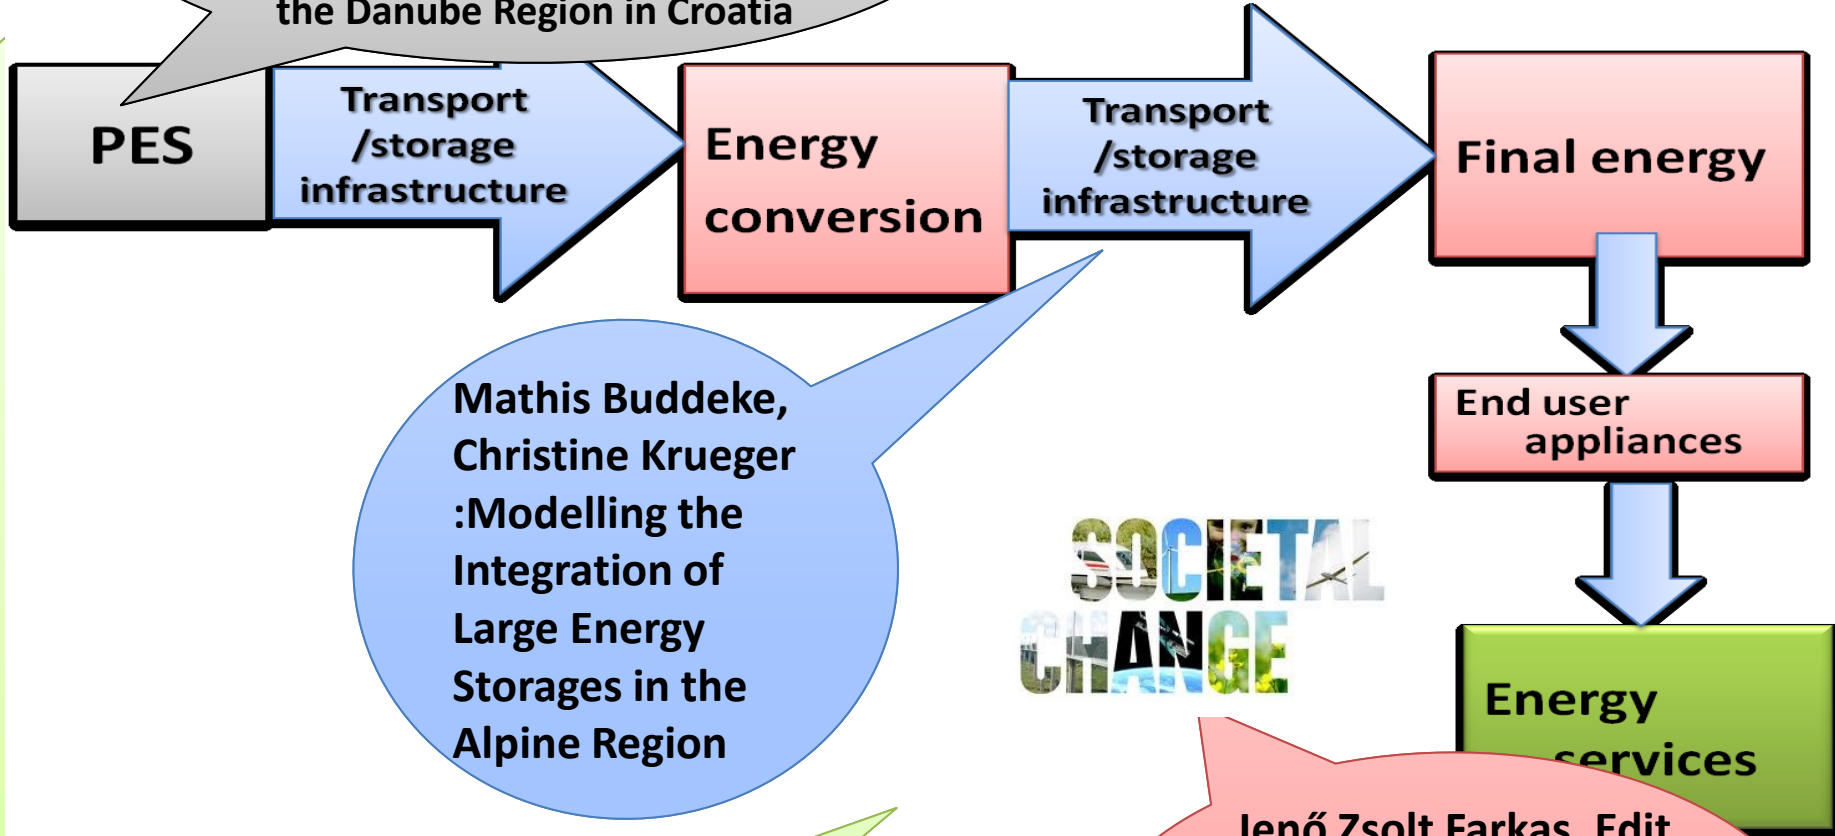 the Danube Region in Croatia
PES
Transport
/storage
infrastructure
Energy
conversion
Transport
/storage
infrastructure
Final energy
End user
appliances
Mathis Buddeke,
Christine Krueger
:Modelling the
Integration of
Large Energy
Storages in the
Alpine Region
SOCIETAL
CHANGE
Energy
services
Jenő Zsolt Farkas, Edit